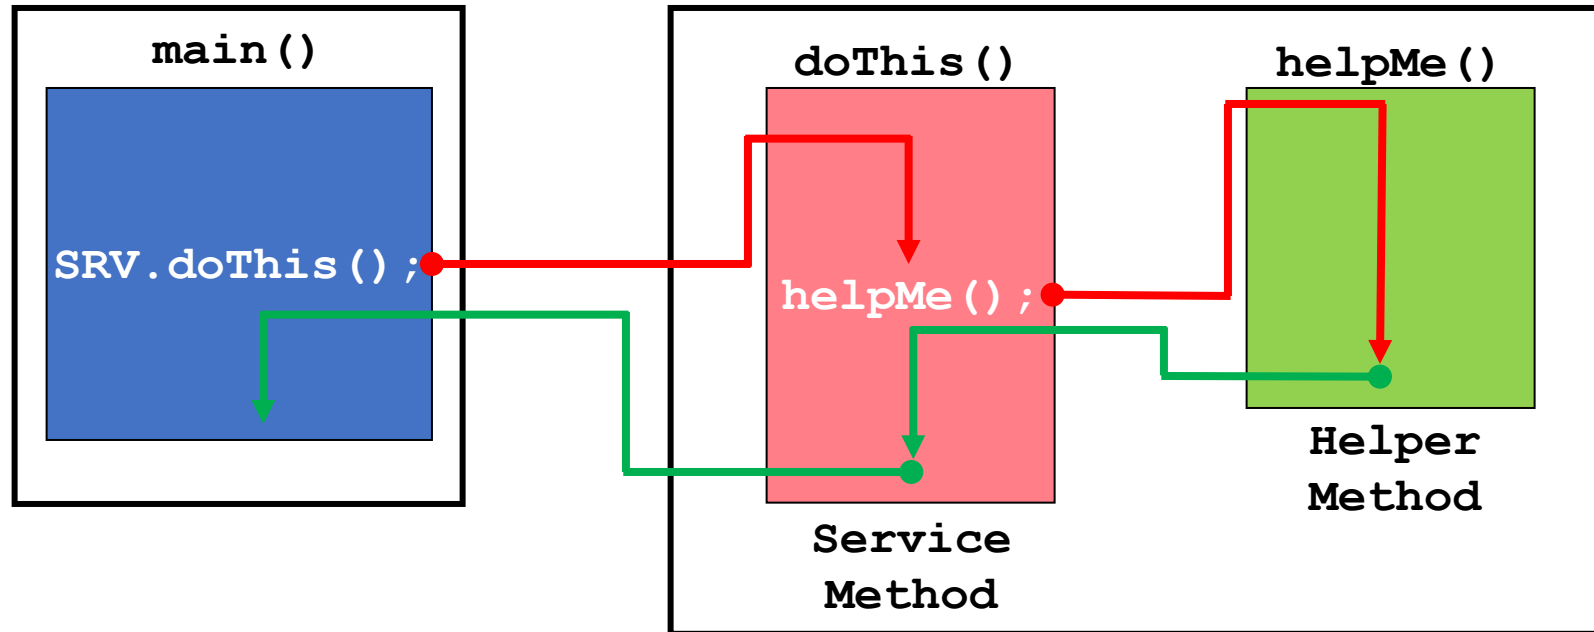 main()
SRV.doThis();
doThis()
helpMe();
Service
Method
helpMe()
Helper
Method